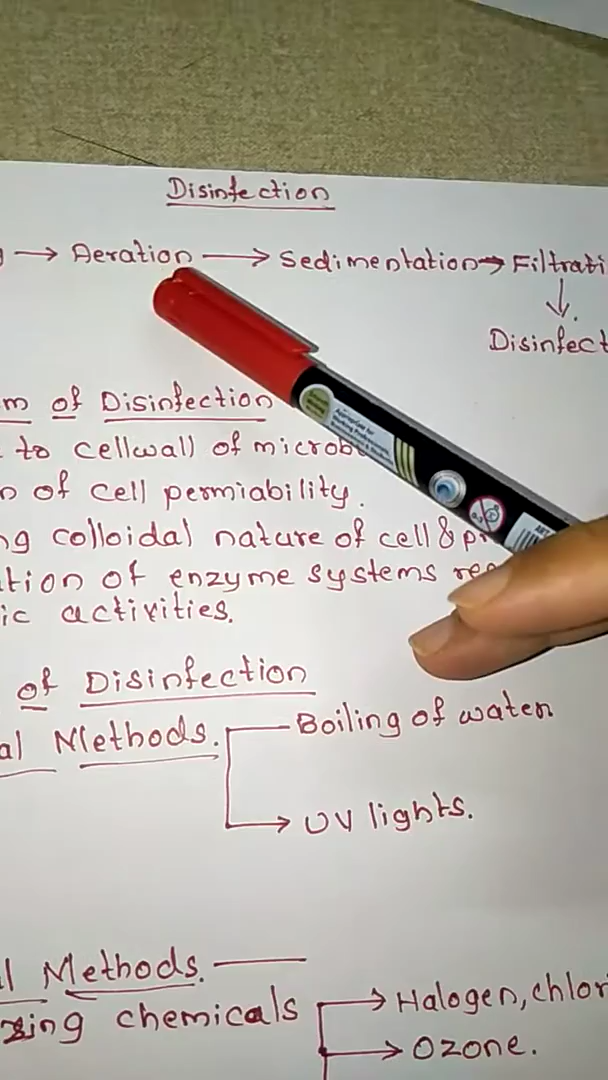 Disinfection
→ Aeration → Sedimentation → Filtrati
↓
Disinfect
m of Disinfection
to cellwall of microb
of cell permiability.
ng colloidal nature of cell & p
tion of enzyme systems re
ic activities.
of Disinfection
al Methods.
Boiling of water
→ UV lights.
l Methods.
zing chemicals
→ Halogen, chlor
→ Ozone.